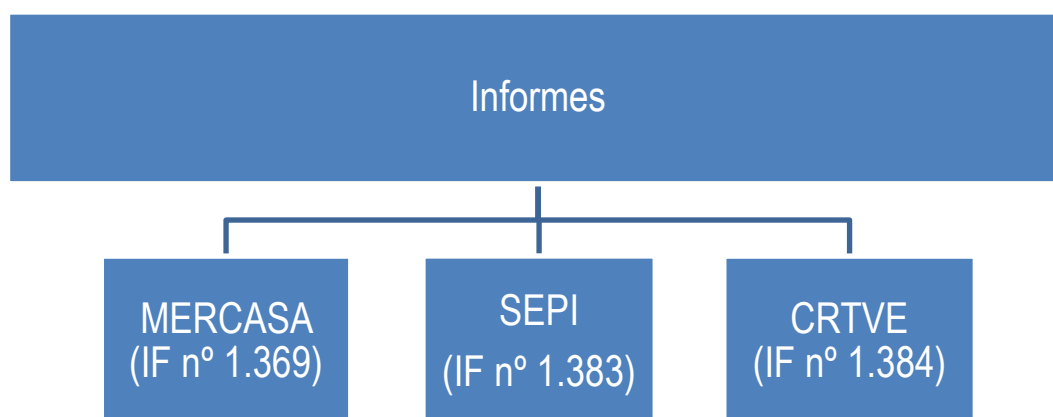 Informes
MERCASA
(IF nº 1.369)
SEPI
(IF nº 1.383)
CRTVE
(IF nº 1.384)